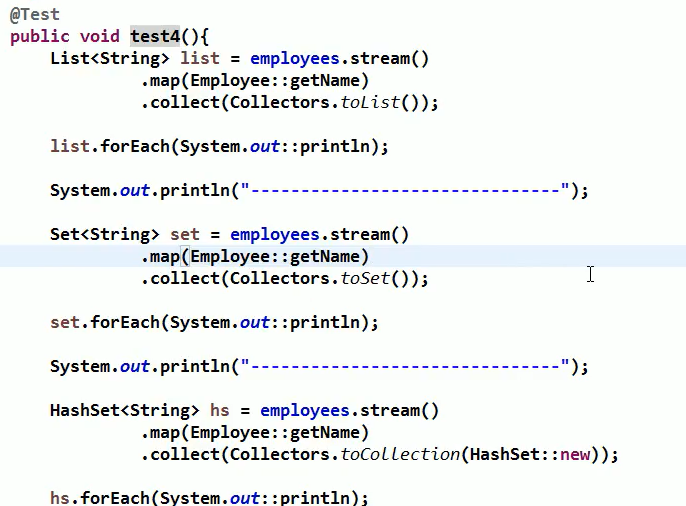 @Test
public void test4(){
    List<String> list = employees.stream()
             .map(Employee::getName)
             .collect(Collectors.toList());
    list.forEach(System.out::println);
    System.out.println("-------------------------------");
    Set<String> set = employees.stream()
             .map(Employee::getName)
             .collect(Collectors.toSet());
    set.forEach(System.out::println);
    System.out.println("-------------------------------");
    HashSet<String> hs = employees.stream()
             .map(Employee::getName)
             .collect(Collectors.toCollection(HashSet::new));
    hs.forEach(System.out::println);